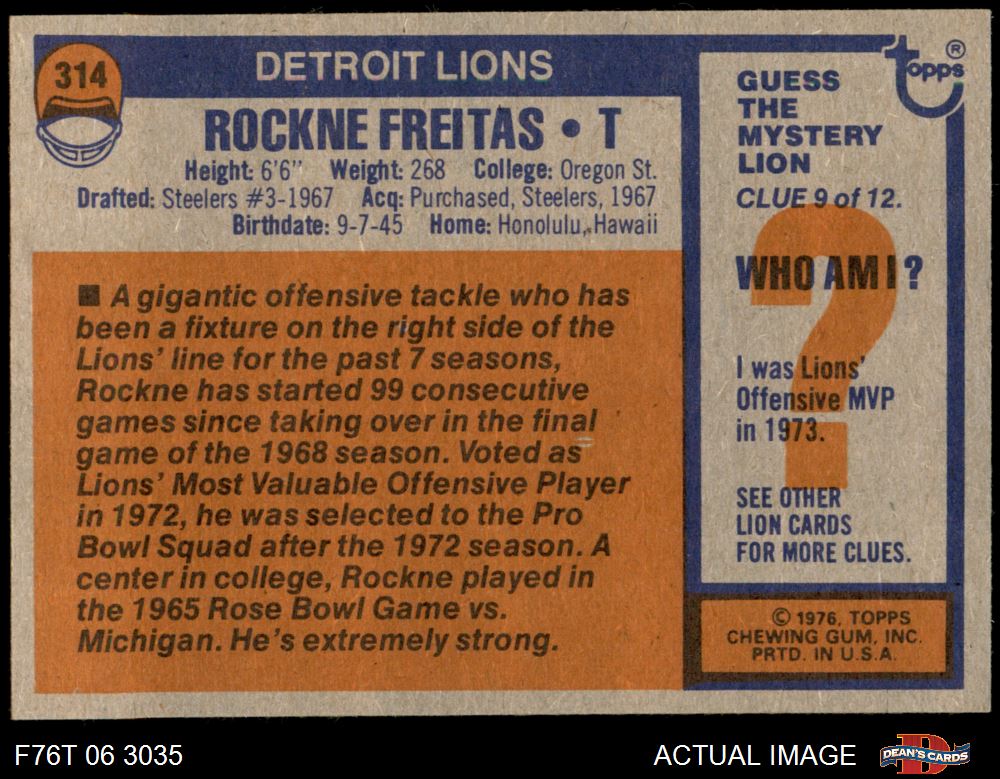 314
DETROIT LIONS
ROCKNE FREITAS • T
Height: 6'6" Weight: 268 College: Oregon St.
Drafted: Steelers #3-1967 Acq: Purchased, Steelers, 1967
Birthdate: 9-7-45 Home: Honolulu, Hawaii
■ A gigantic offensive tackle who has
been a fixture on the right side of the
Lions' line for the past 7 seasons,
Rockne has started 99 consecutive
games since taking over in the final
game of the 1968 season. Voted as
Lions' Most Valuable Offensive Player
in 1972, he was selected to the Pro
Bowl Squad after the 1972 season. A
center in college, Rockne played in
the 1965 Rose Bowl Game vs.
Michigan. He's extremely strong.
topps®
GUESS
THE
MYSTERY
LION
CLUE 9 of 12.
?
WHO AM I?
I was Lions'
Offensive MVP
in 1973.
SEE OTHER
LION CARDS
FOR MORE CLUES.
© 1976, TOPPS
CHEWING GUM, INC.
PRTD. IN U.S.A.
F76T 06 3035
ACTUAL IMAGE
D
DEAN'S CARDS